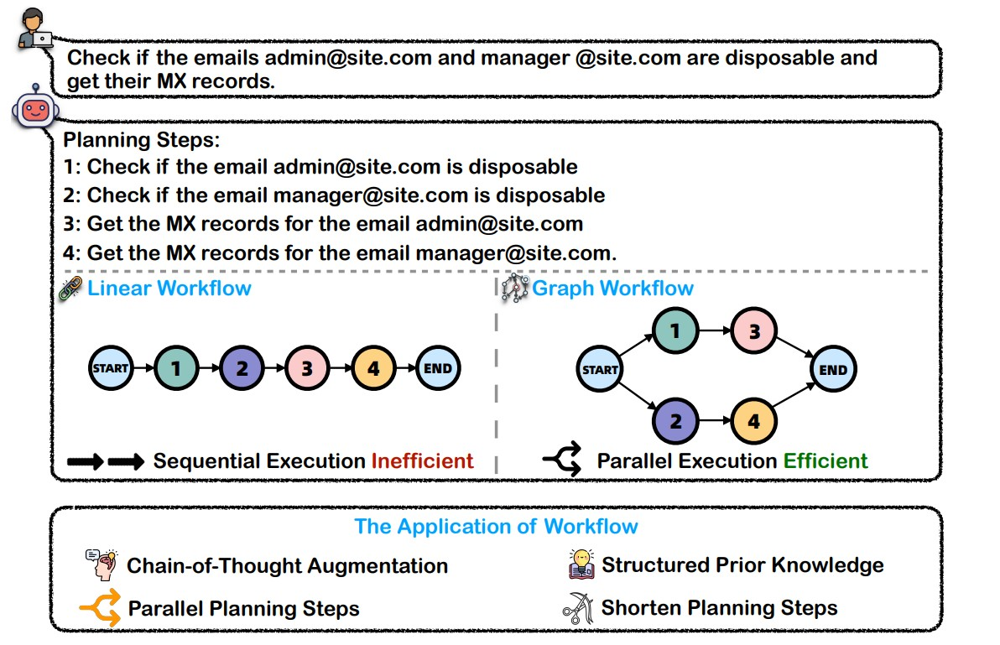 Check if the emails admin@site.com and manager @site.com are disposable and
get their MX records.
Planning Steps:
1: Check if the email admin@site.com is disposable
2: Check if the email manager@site.com is disposable
3: Get the MX records for the email admin@site.com
4: Get the MX records for the email manager@site.com.
Linear Workflow
START 1 2 3 4 END
Sequential Execution Inefficient
Graph Workflow
1 3
START END
2 4
Parallel Execution Efficient
The Application of Workflow
Chain-of-Thought Augmentation
Structured Prior Knowledge
Parallel Planning Steps
Shorten Planning Steps